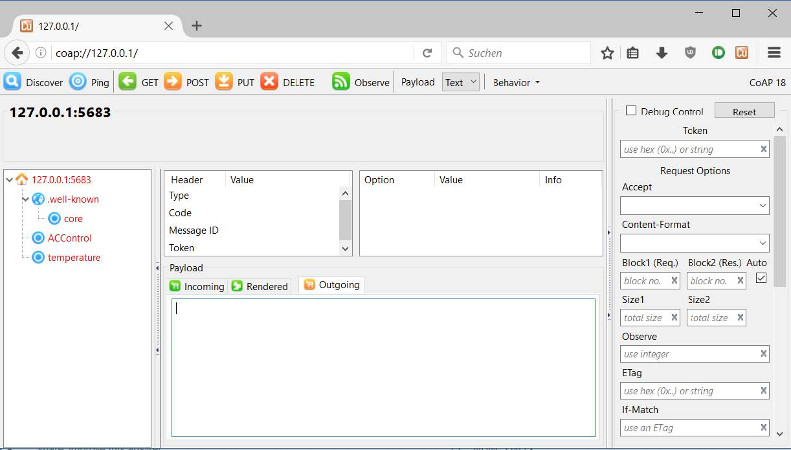 127.0.0.1/
coap://127.0.0.1/
Suchen
Discover Ping GET POST PUT DELETE Observe Payload Text Behavior CoAP 18
127.0.0.1:5683
127.0.0.1:5683
.well-known
core
ACControl
temperature
Header Value
Type
Code
Message ID
Token
Option Value Info
Payload
Incoming Rendered Outgoing
Debug Control Reset
Token
use hex (0x..) or string
Request Options
Accept
Content-Format
Block1 (Req.) Block2 (Res.) Auto
block no. block no.
Size1 Size2
total size total size
Observe
use integer
ETag
use hex (0x..) or string
If-Match
use an ETag